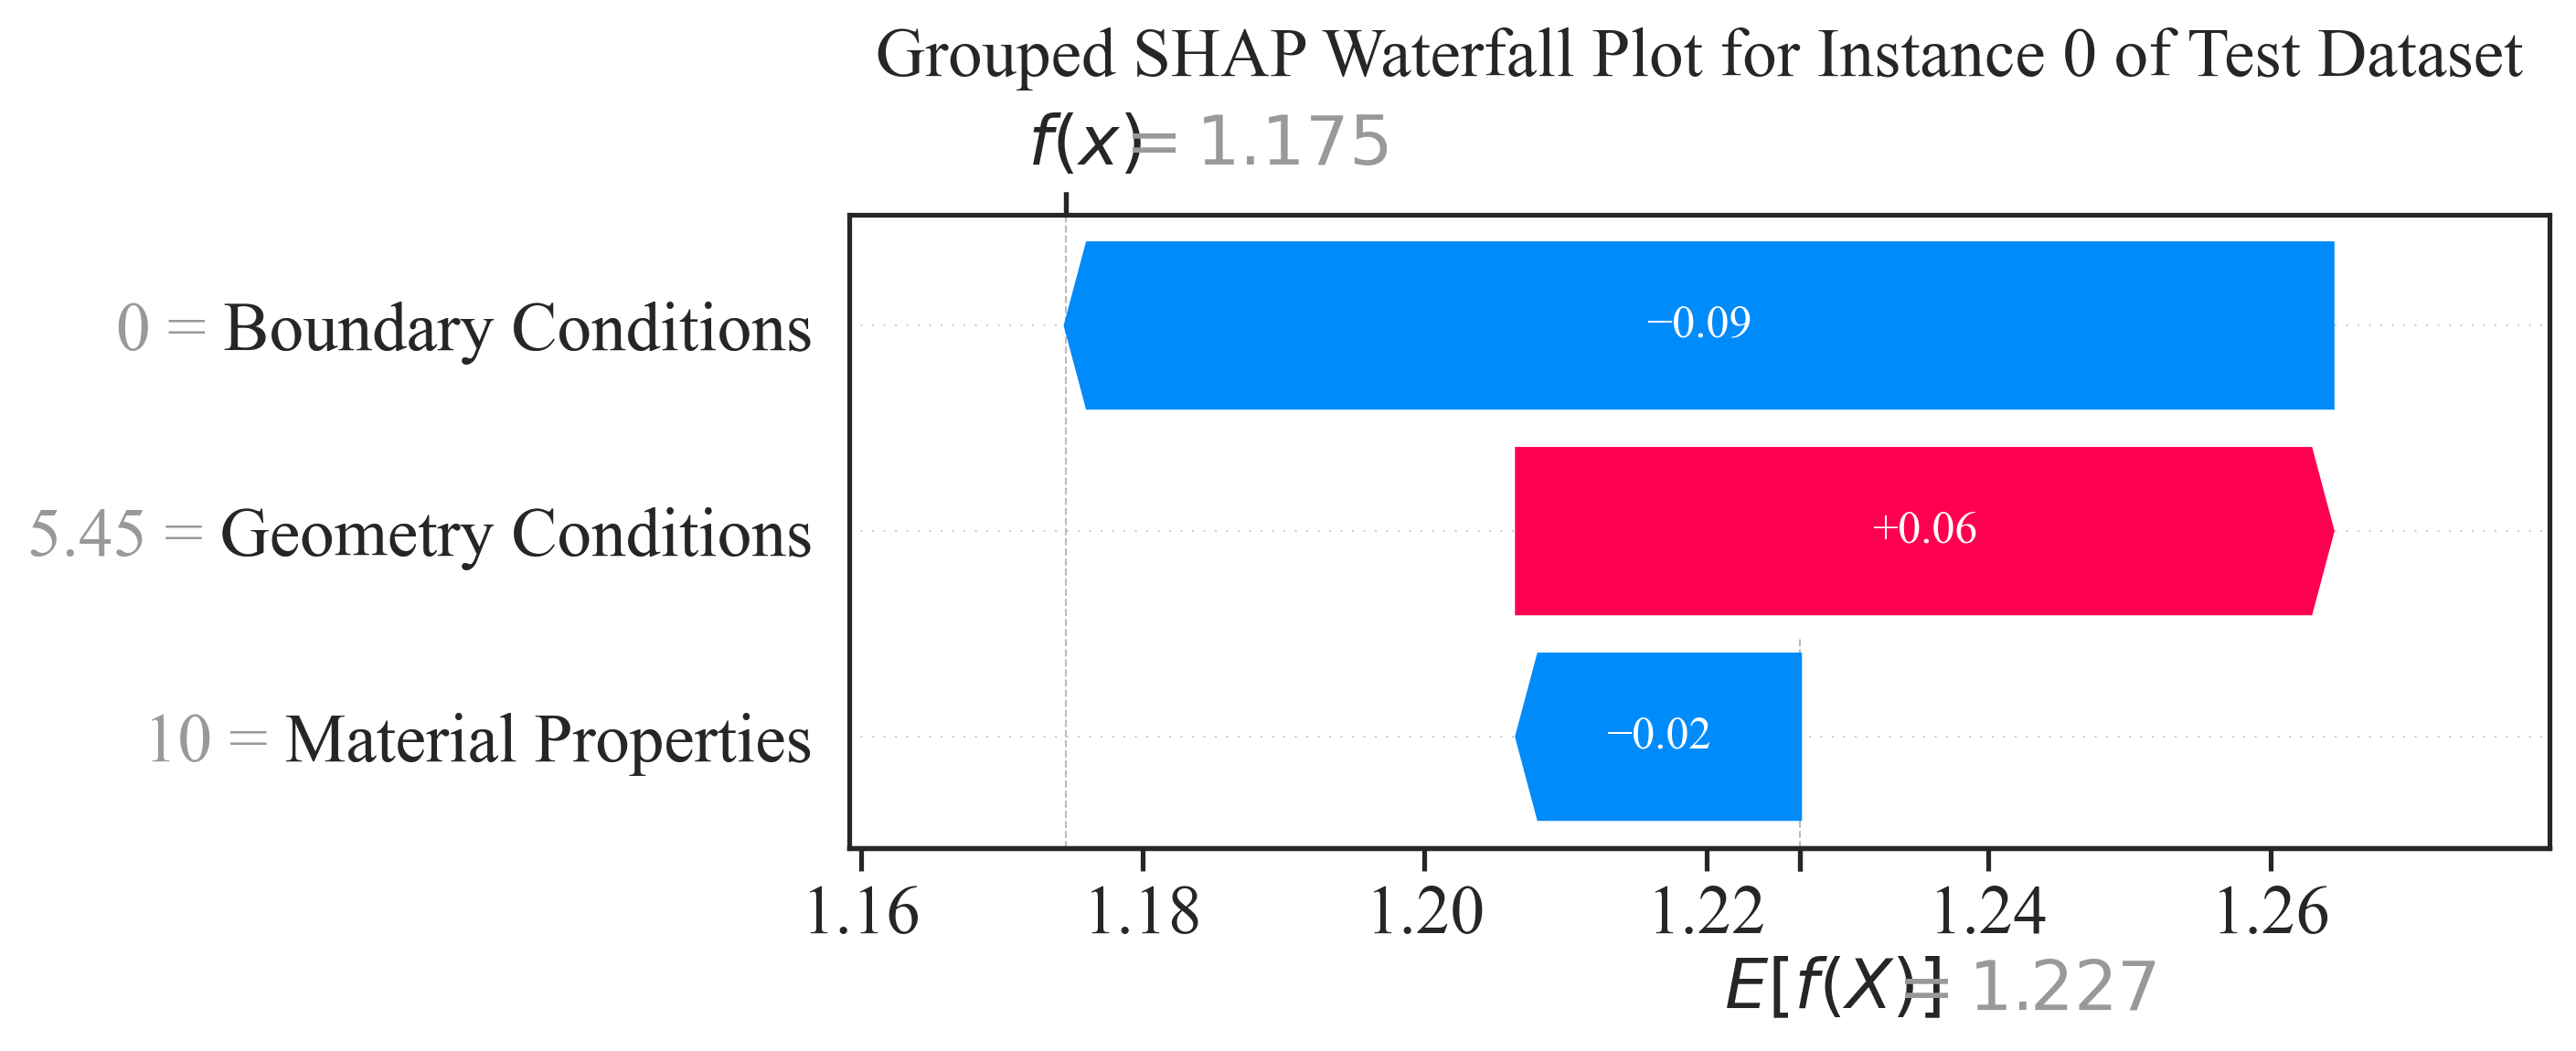 Grouped SHAP Waterfall Plot for Instance 0 of Test Dataset
f(x) = 1.175
0 = Boundary Conditions
−0.09
5.45 = Geometry Conditions
+0.06
10 = Material Properties
−0.02
1.16 1.18 1.20 1.22 1.24 1.26
E[f(X)] = 1.227